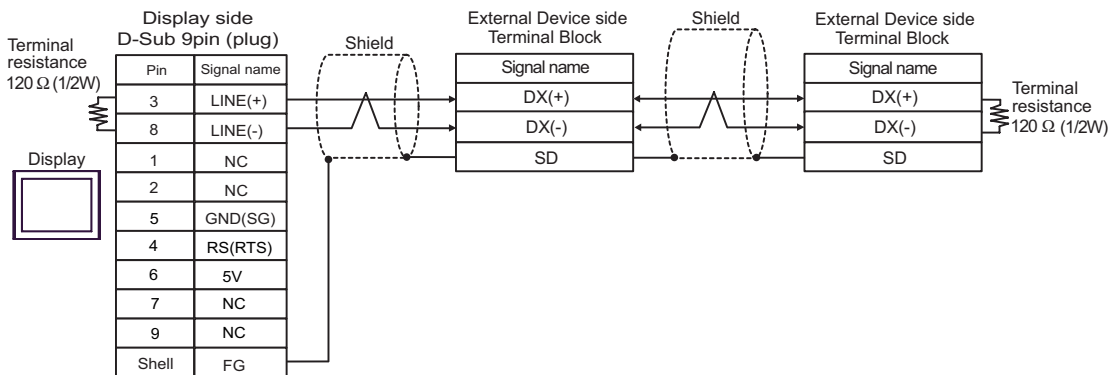 Display side
D-Sub 9pin (plug)
Terminal
resistance
120 Ω (1/2W)
Pin Signal name
3 LINE(+)
8 LINE(-)
1 NC
2 NC
5 GND(SG)
4 RS(RTS)
6 5V
7 NC
9 NC
Shell FG
Display
Shield
External Device side
Terminal Block
Signal name
DX(+)
DX(-)
SD
Shield
External Device side
Terminal Block
Signal name
DX(+)
DX(-)
SD
Terminal
resistance
120 Ω (1/2W)